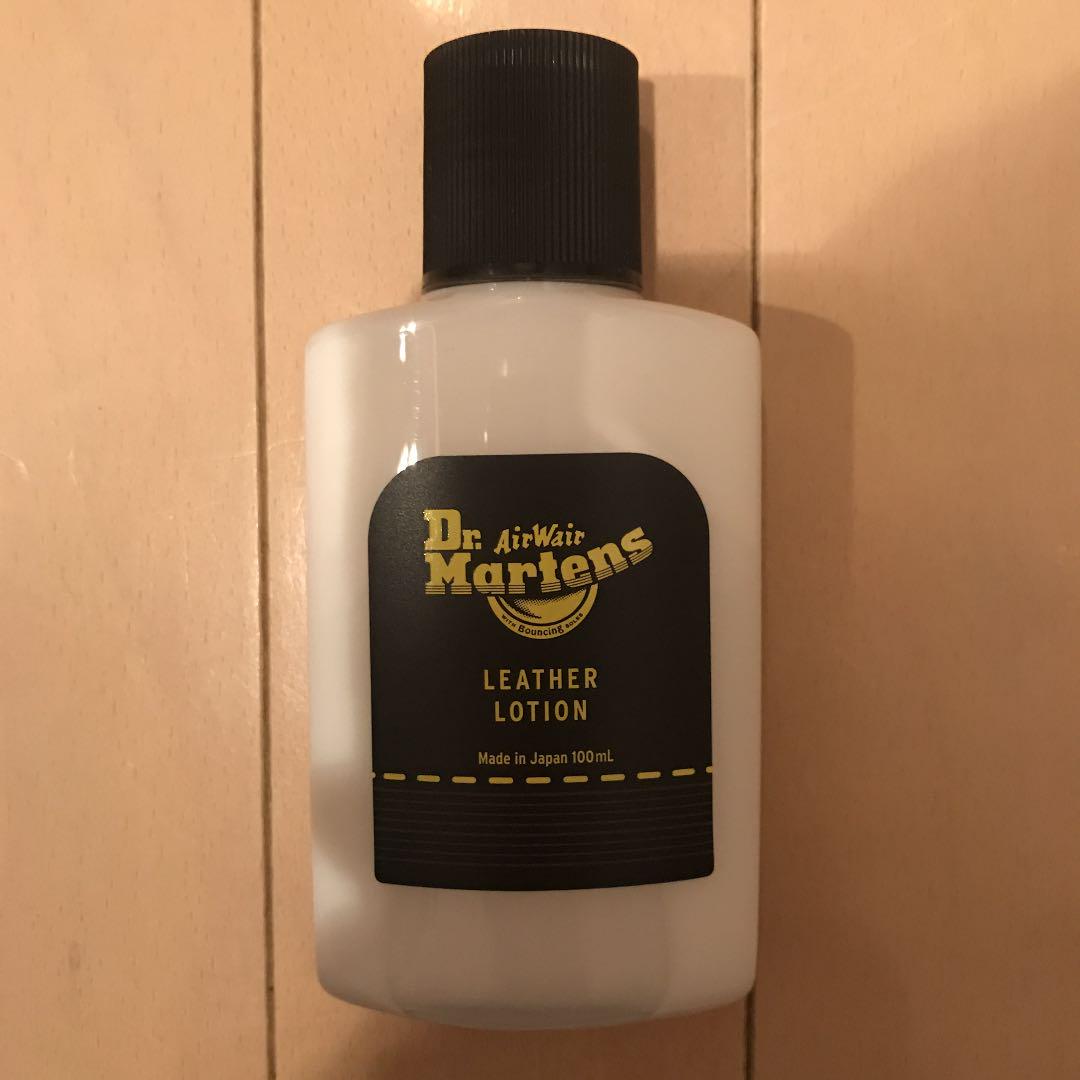 Dr. AirWair
Martens
WITH Bouncing SOLES
LEATHER
LOTION
Made in Japan 100mL